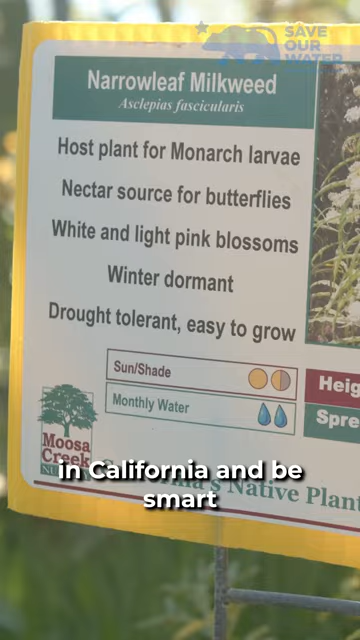 SAVE
OUR
WATER
Narrowleaf Milkweed
Asclepias fascicularis
Host plant for Monarch larvae
Nectar source for butterflies
White and light pink blossoms
Winter dormant
Drought tolerant, easy to grow
Sun/Shade
Monthly Water
Heig
Spre
Moosa
Creek
in California and be
smart
's Native Plant